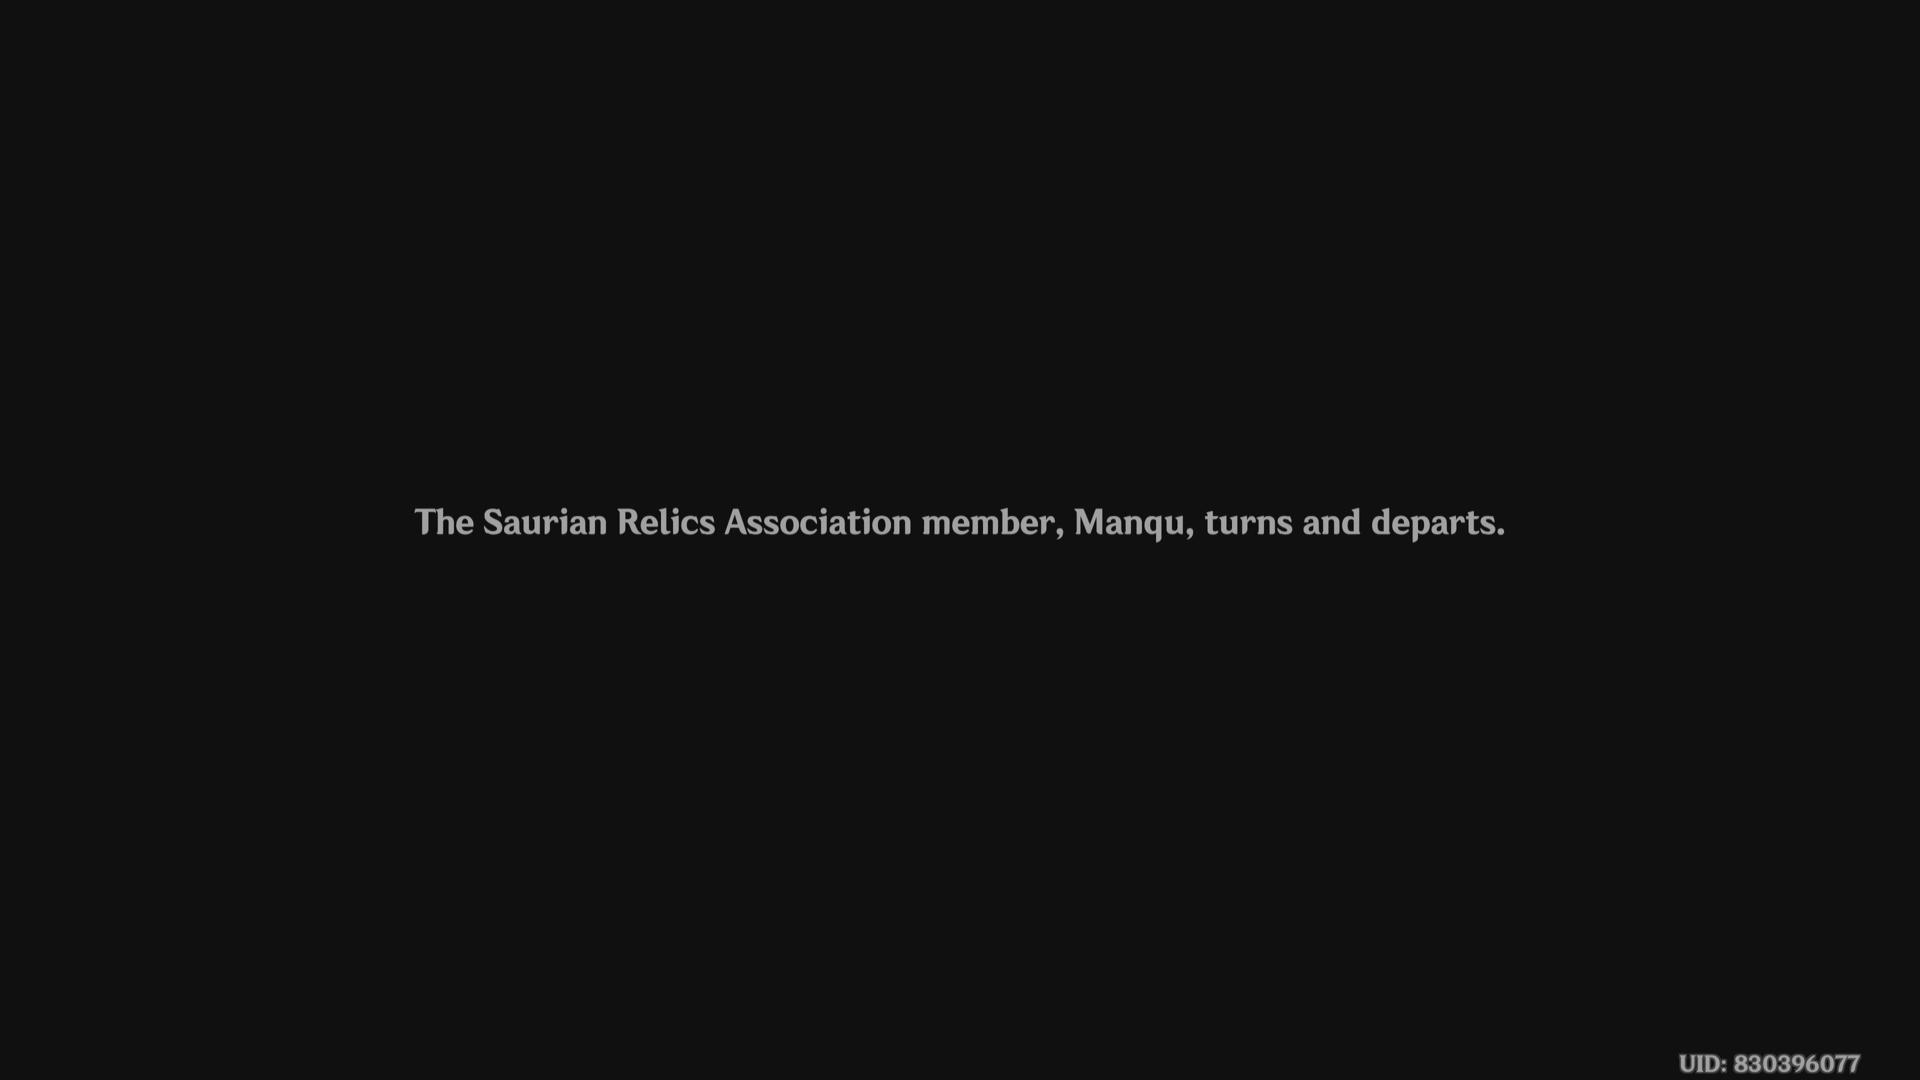 The Saurian Relics Association member, Manqu, turns and departs.
UID: 830396077